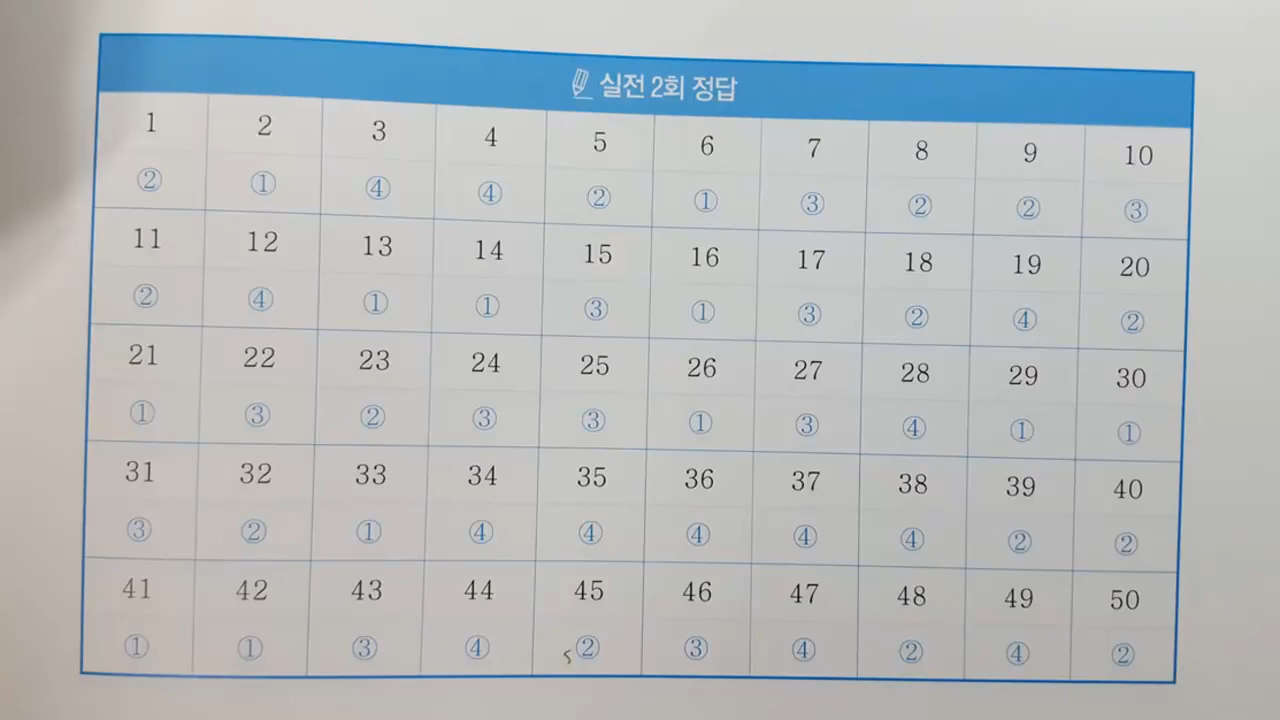 실전 2회 정답
1 2 3 4 5 6 7 8 9 10
② ① ④ ④ ② ① ③ ② ② ③
11 12 13 14 15 16 17 18 19 20
② ④ ① ① ③ ① ③ ② ④ ②
21 22 23 24 25 26 27 28 29 30
① ③ ② ③ ③ ① ③ ④ ① ①
31 32 33 34 35 36 37 38 39 40
③ ② ① ④ ④ ④ ④ ④ ② ②
41 42 43 44 45 46 47 48 49 50
① ① ③ ④ ② ③ ④ ② ④ ②